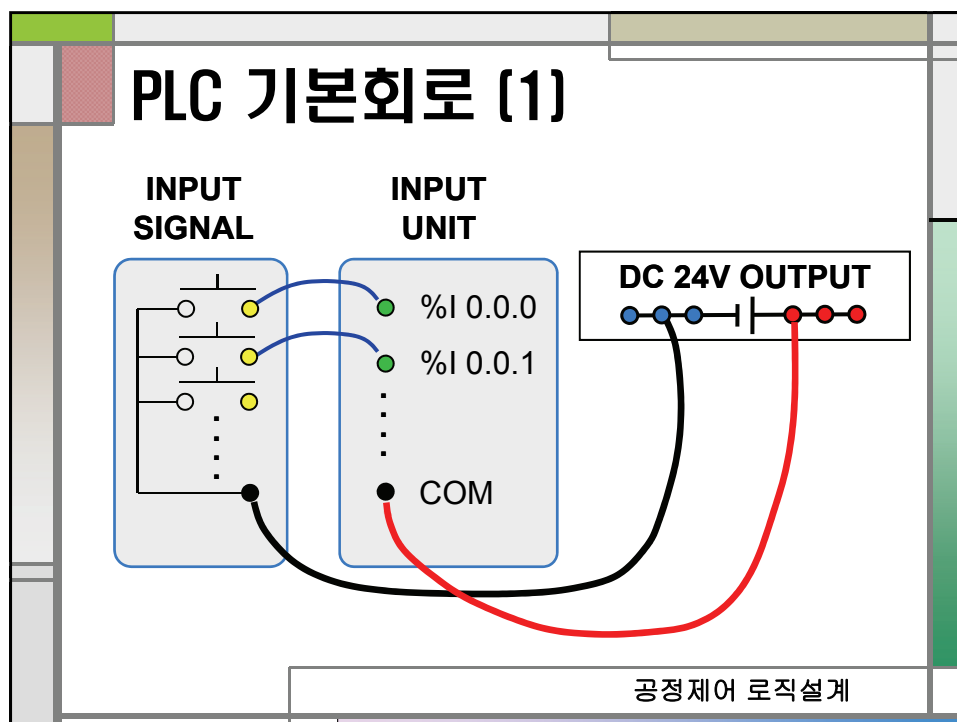 PLC 기본회로 (1)
INPUT
SIGNAL
INPUT
UNIT
DC 24V OUTPUT
%I 0.0.0
%I 0.0.1
COM
공정제어 로직설계